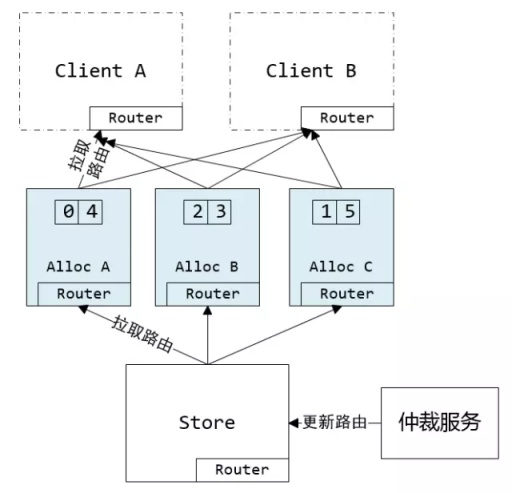 Client A
Client B
Router
Router
拉取
路由
0 4
2 3
1 5
Alloc A
Alloc B
Alloc C
Router
Router
Router
拉取路由
Store
更新路由
仲裁服务
Router